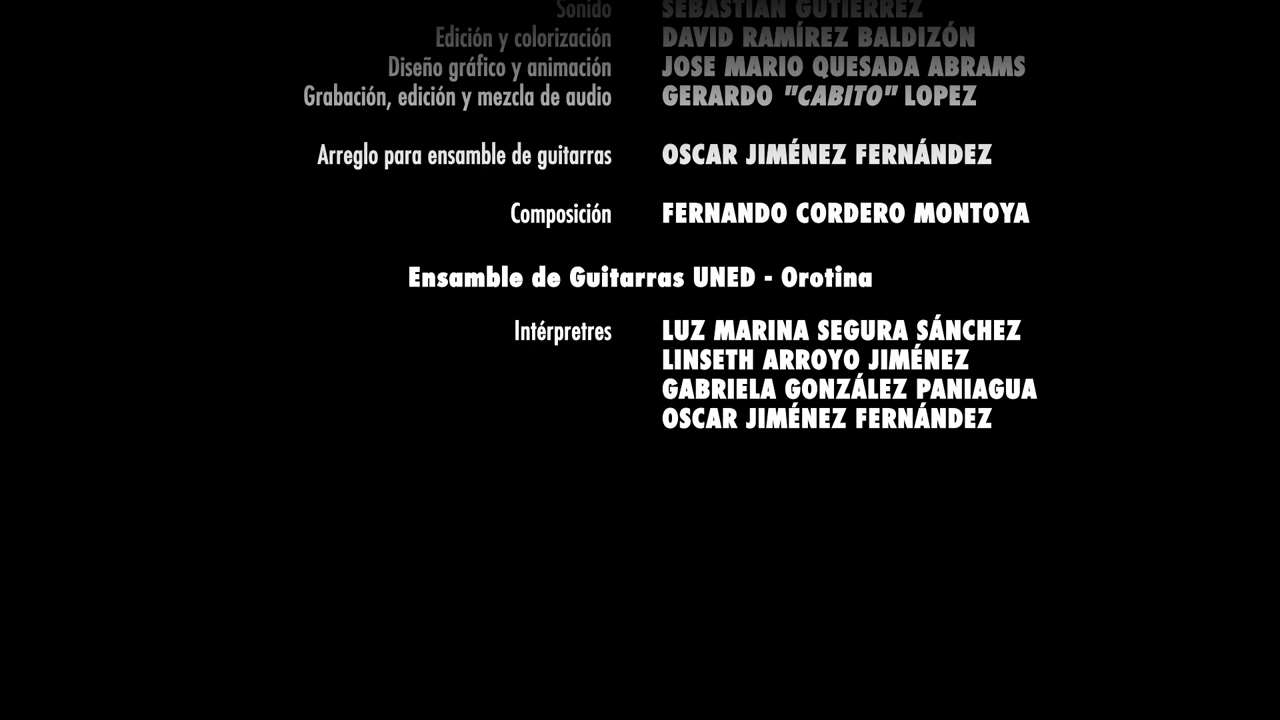 Sonido SEBASTIÁN GUTIÉRREZ
Edición y colorización DAVID RAMÍREZ BALDIZÓN
Diseño gráfico y animación JOSE MARIO QUESADA ABRAMS
Grabación, edición y mezcla de audio GERARDO "CABITO" LOPEZ
Arreglo para ensamble de guitarras OSCAR JIMÉNEZ FERNÁNDEZ
Composición FERNANDO CORDERO MONTOYA
Ensamble de Guitarras UNED - Orotina
Intérpretres LUZ MARINA SEGURA SÁNCHEZ
LINSETH ARROYO JIMÉNEZ
GABRIELA GONZÁLEZ PANIAGUA
OSCAR JIMÉNEZ FERNÁNDEZ